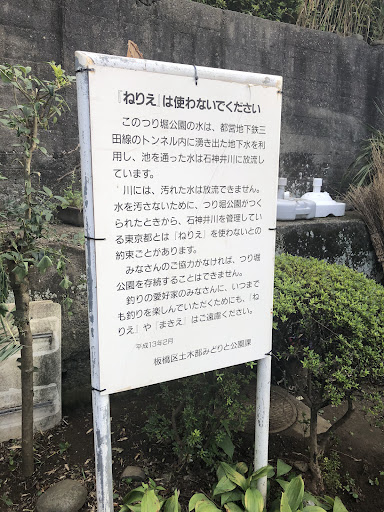 『ねりえ』は使わないでください
このつり堀公園の水は、都営地下鉄三
田線のトンネル内に湧き出た地下水を利
用し、池を通った水は石神井川に放流し
ています。
川には、汚れた水は放流できません。
水を汚さないために、つり堀公園がつく
られたときから、石神井川を管理してい
る東京都とは『ねりえ』を使わないとの
約束ごとがあります。
みなさんのご協力がなければ、つり堀
公園を存続することはできません。
釣りの愛好家のみなさんに、いつまで
も釣りを楽しんでいただくためにも、『ね
りえ』や『まきえ』はご遠慮ください。
平成13年2月
板橋区土木部みどりと公園課